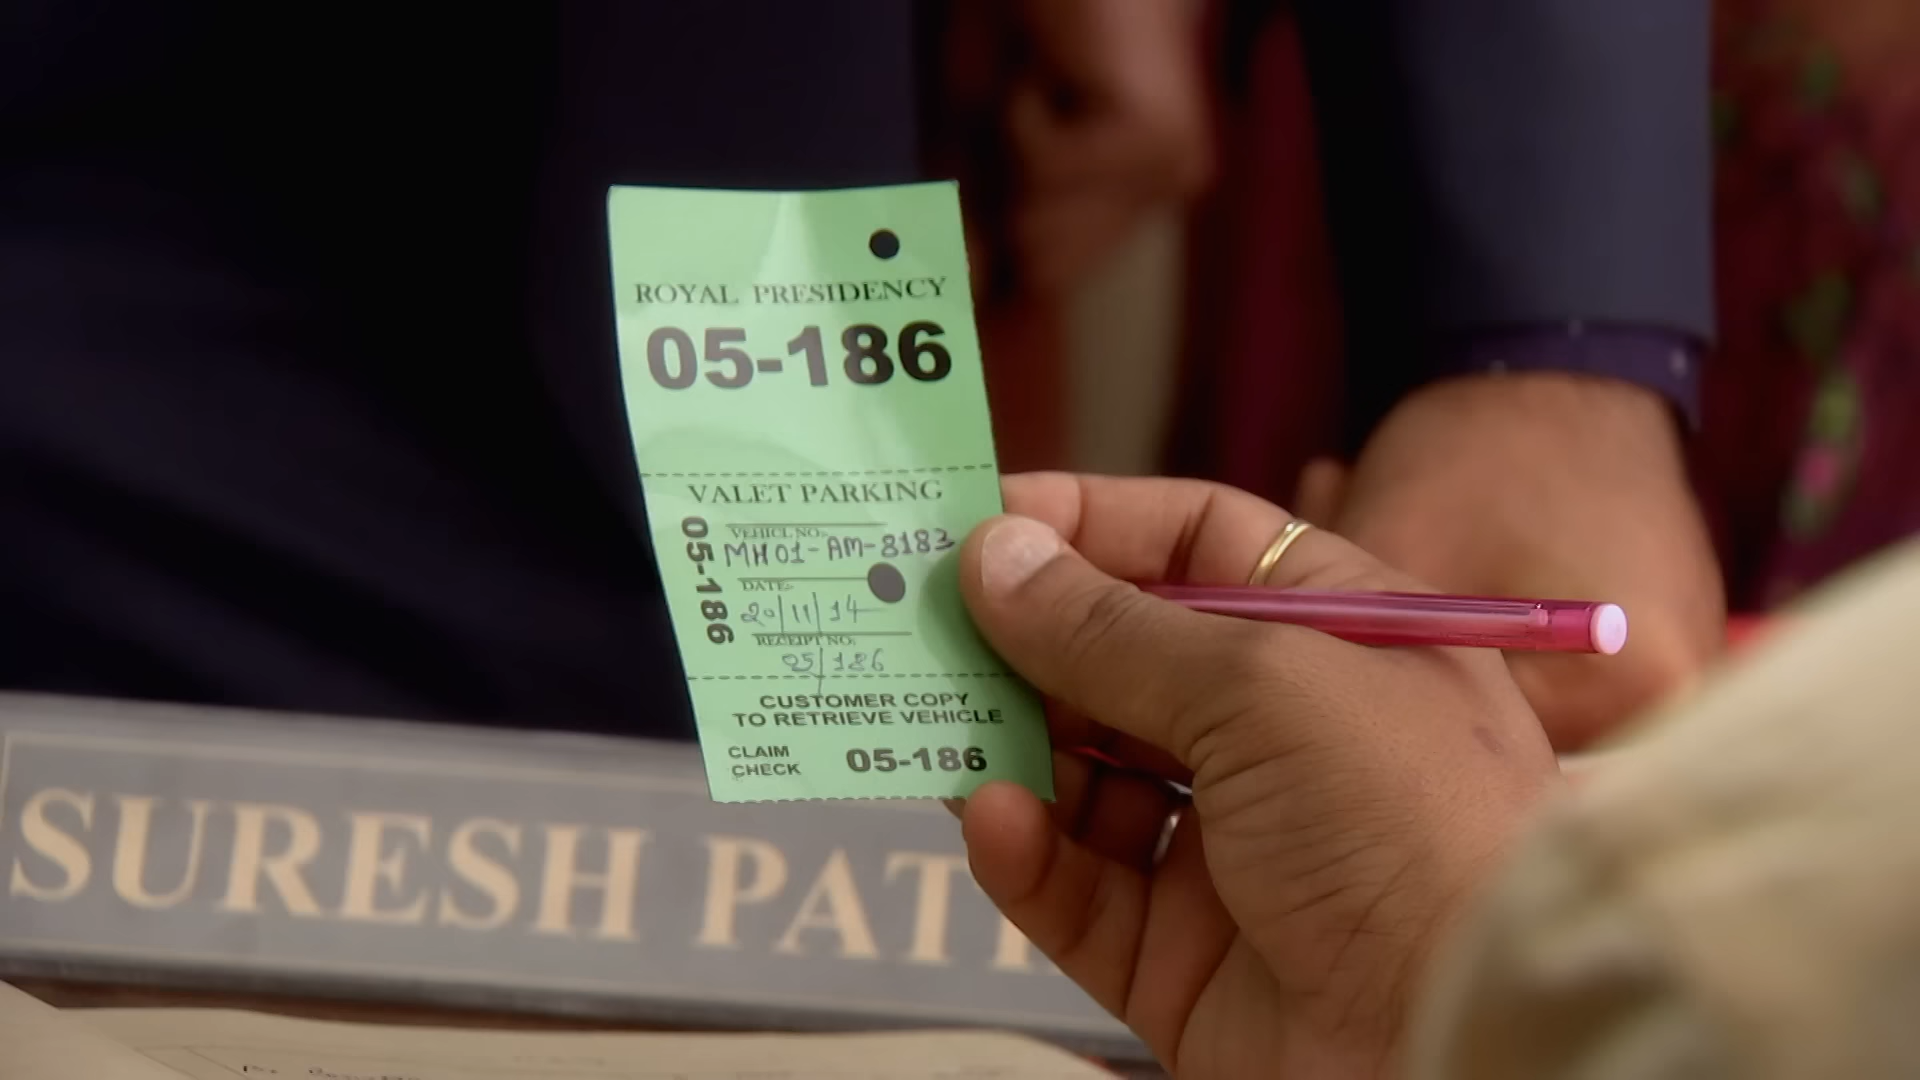 ROYAL PRESIDENCY
05-186
VALET PARKING
05-186
VEHICL NO:-
MH01-AM-8183
DATE:-
20/11/14
RECEIPT NO:
05/186
CUSTOMER COPY
TO RETRIEVE VEHICLE
CLAIM
CHECK
05-186
SURESH